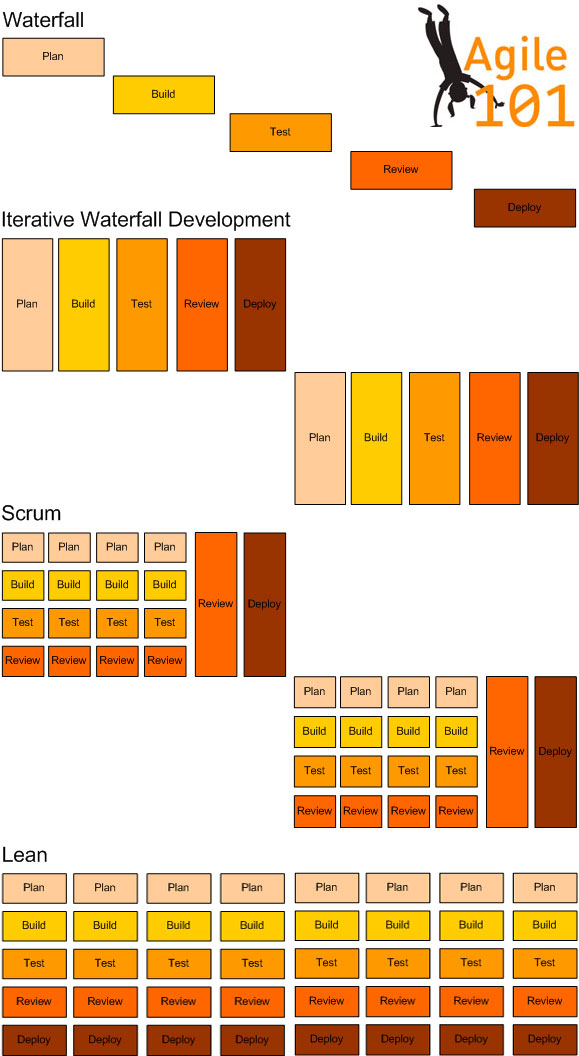 Waterfall
Agile
101
Plan
Build
Test
Review
Deploy
Iterative Waterfall Development
Plan Build Test Review Deploy
Plan Build Test Review Deploy
Scrum
Plan Plan Plan Plan
Build Build Build Build
Review Deploy
Test Test Test Test
Review Review Review Review
Plan Plan Plan Plan
Build Build Build Build
Review Deploy
Test Test Test Test
Review Review Review Review
Lean
Plan Plan Plan Plan Plan Plan Plan Plan
Build Build Build Build Build Build Build Build
Test Test Test Test Test Test Test Test
Review Review Review Review Review Review Review Review
Deploy Deploy Deploy Deploy Deploy Deploy Deploy Deploy